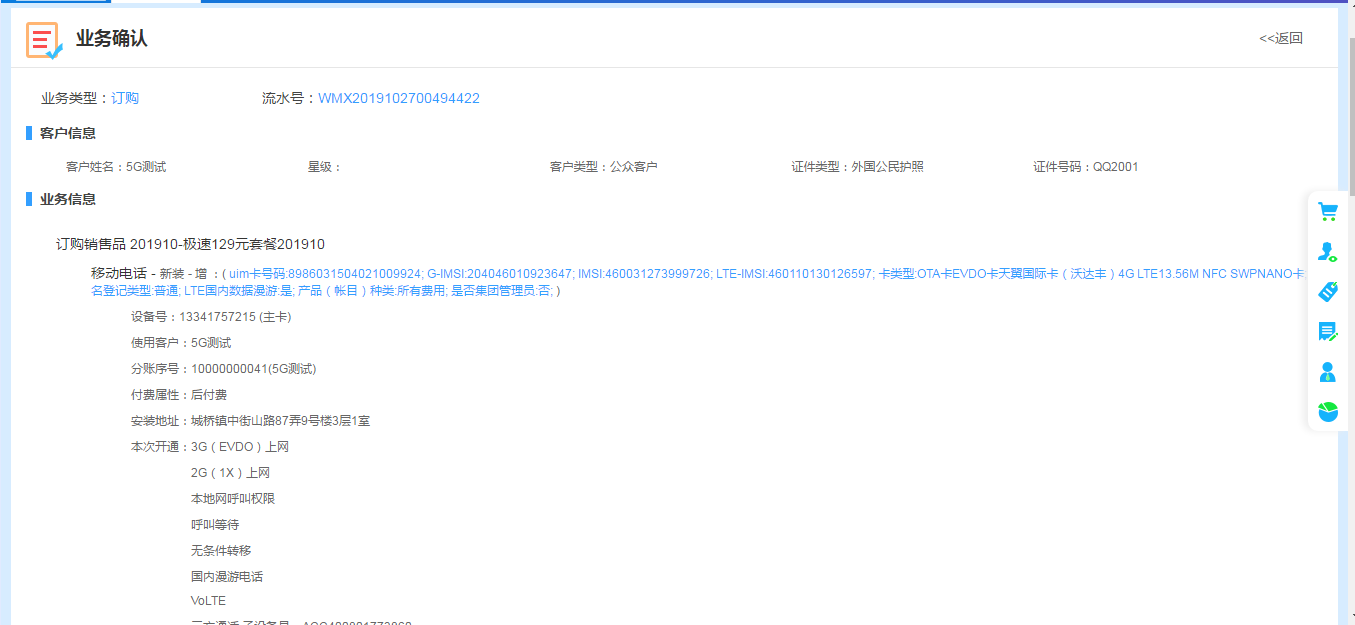 业务确认
<<返回
业务类型：订购 流水号：WMX2019102700494422
客户信息
客户姓名：5G测试 星级： 客户类型：公众客户 证件类型：外国公民护照 证件号码：QQ2001
业务信息
订购销售品 201910-极速129元套餐201910
移动电话 - 新装 - 增 ：( uim卡号码:8986031504021009924; G-IMSI:204046010923647; IMSI:460031273999726; LTE-IMSI:460110130126597; 卡类型:OTA卡EVDO卡天翼国际卡（沃达丰）4G LTE13.56M NFC SWPNANO卡
名登记类型:普通; LTE国内数据漫游:是; 产品（帐目）种类:所有费用; 是否集团管理员:否; )
设备号：13341757215 (主卡)
使用客户：5G测试
分账序号：10000000041(5G测试)
付费属性：后付费
安装地址：城桥镇中街山路87弄9号楼3层1室
本次开通：3G（EVDO）上网
2G（1X）上网
本地网呼叫权限
呼叫等待
无条件转移
国内漫游电话
VoLTE